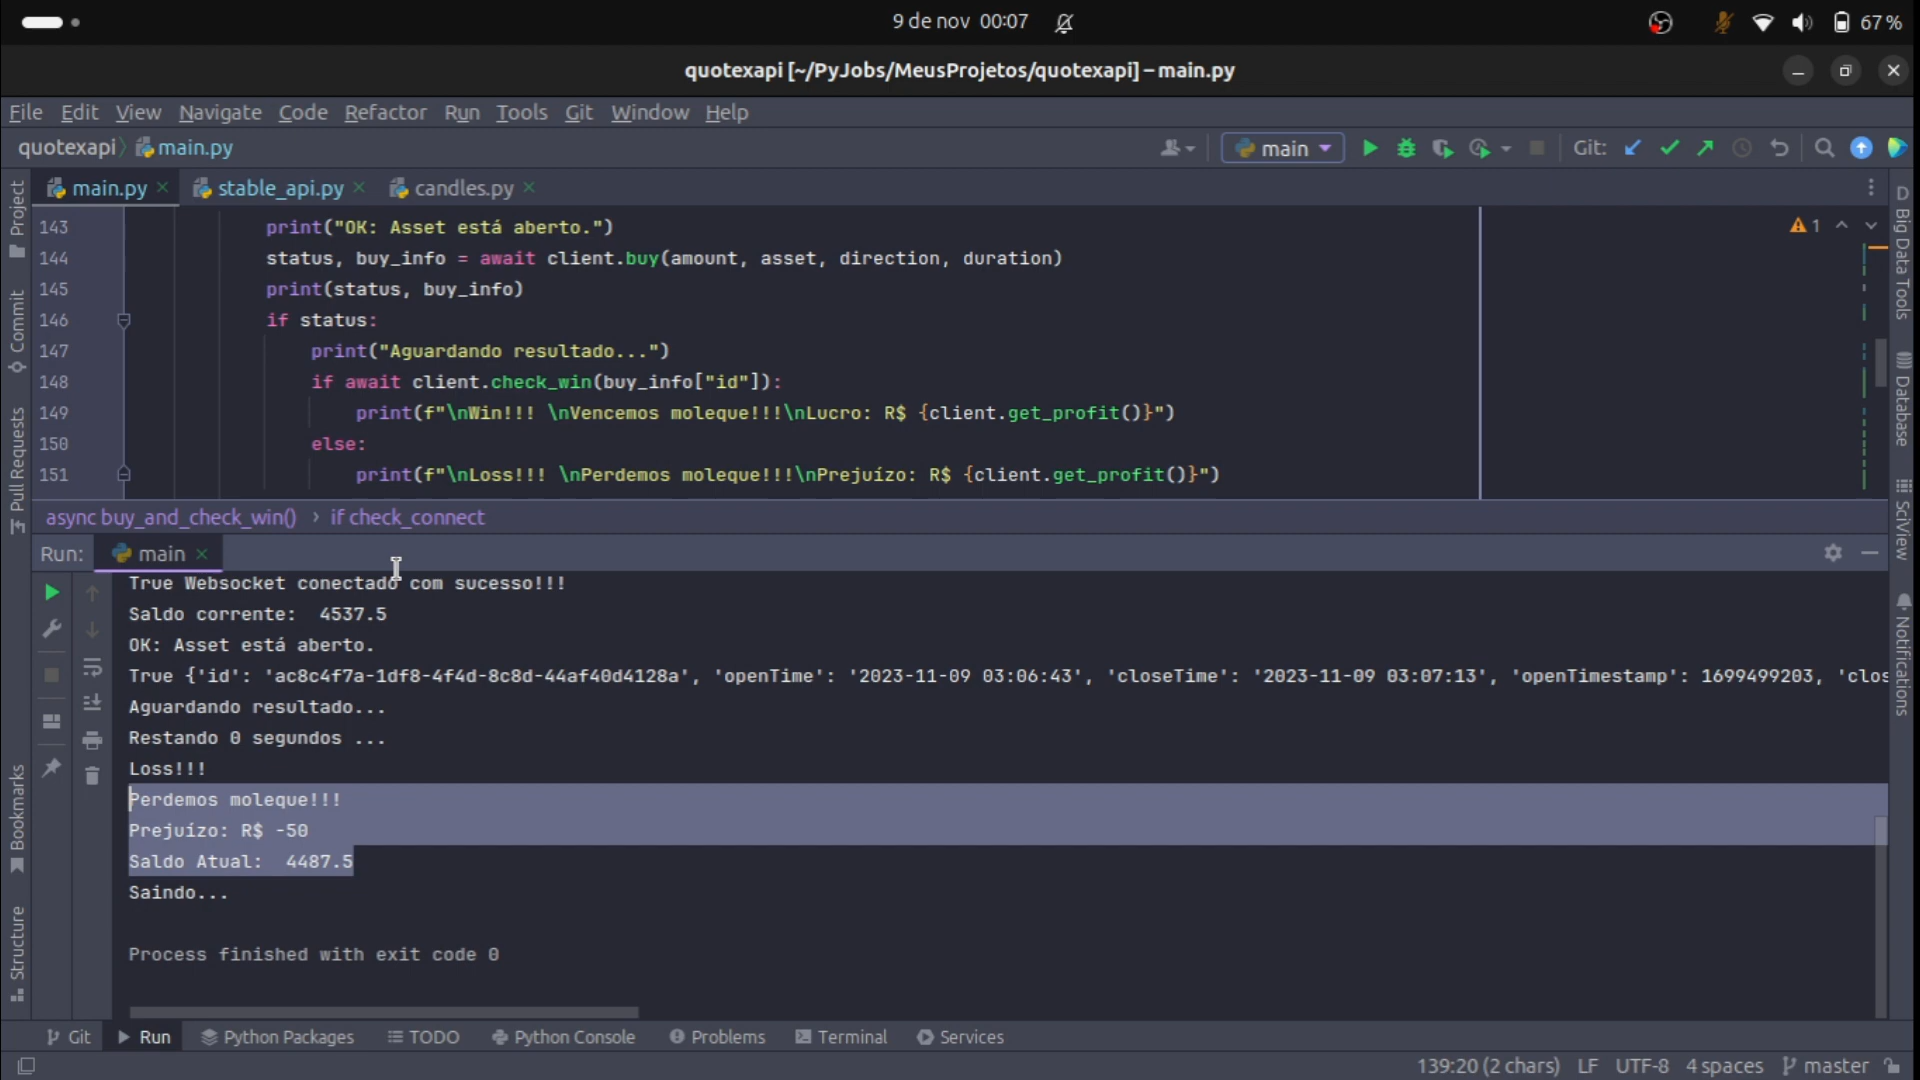 9 de nov 00:07
67 %
quotexapi [~/PyJobs/MeusProjetos/quotexapi] – main.py
File Edit View Navigate Code Refactor Run Tools Git Window Help
quotexapi main.py
main
Git:
main.py stable_api.py candles.py
143 print("OK: Asset está aberto.")
144 status, buy_info = await client.buy(amount, asset, direction, duration)
145 print(status, buy_info)
146 if status:
147 print("Aguardando resultado...")
148 if await client.check_win(buy_info["id"]):
149 print(f"\nWin!!! \nVencemos moleque!!!\nLucro: R$ {client.get_profit()}")
150 else:
151 print(f"\nLoss!!! \nPerdemos moleque!!!\nPrejuízo: R$ {client.get_profit()}")
1
async buy_and_check_win() › if check_connect
Run: main
True Websocket conectado com sucesso!!!
Saldo corrente:  4537.5
OK: Asset está aberto.
True {'id': 'ac8c4f7a-1df8-4f4d-8c8d-44af40d4128a', 'openTime': '2023-11-09 03:06:43', 'closeTime': '2023-11-09 03:07:13', 'openTimestamp': 1699499203, 'clos
Aguardando resultado...
Restando 0 segundos ...
Loss!!!
Perdemos moleque!!!
Prejuízo: R$ -50
Saldo Atual:  4487.5
Saindo...
Process finished with exit code 0
Project
Commit
Pull Requests
Bookmarks
Structure
D Big Data Tools
Database
SciView
Notifications
Git Run Python Packages TODO Python Console Problems Terminal Services
139:20 (2 chars) LF UTF-8 4 spaces master